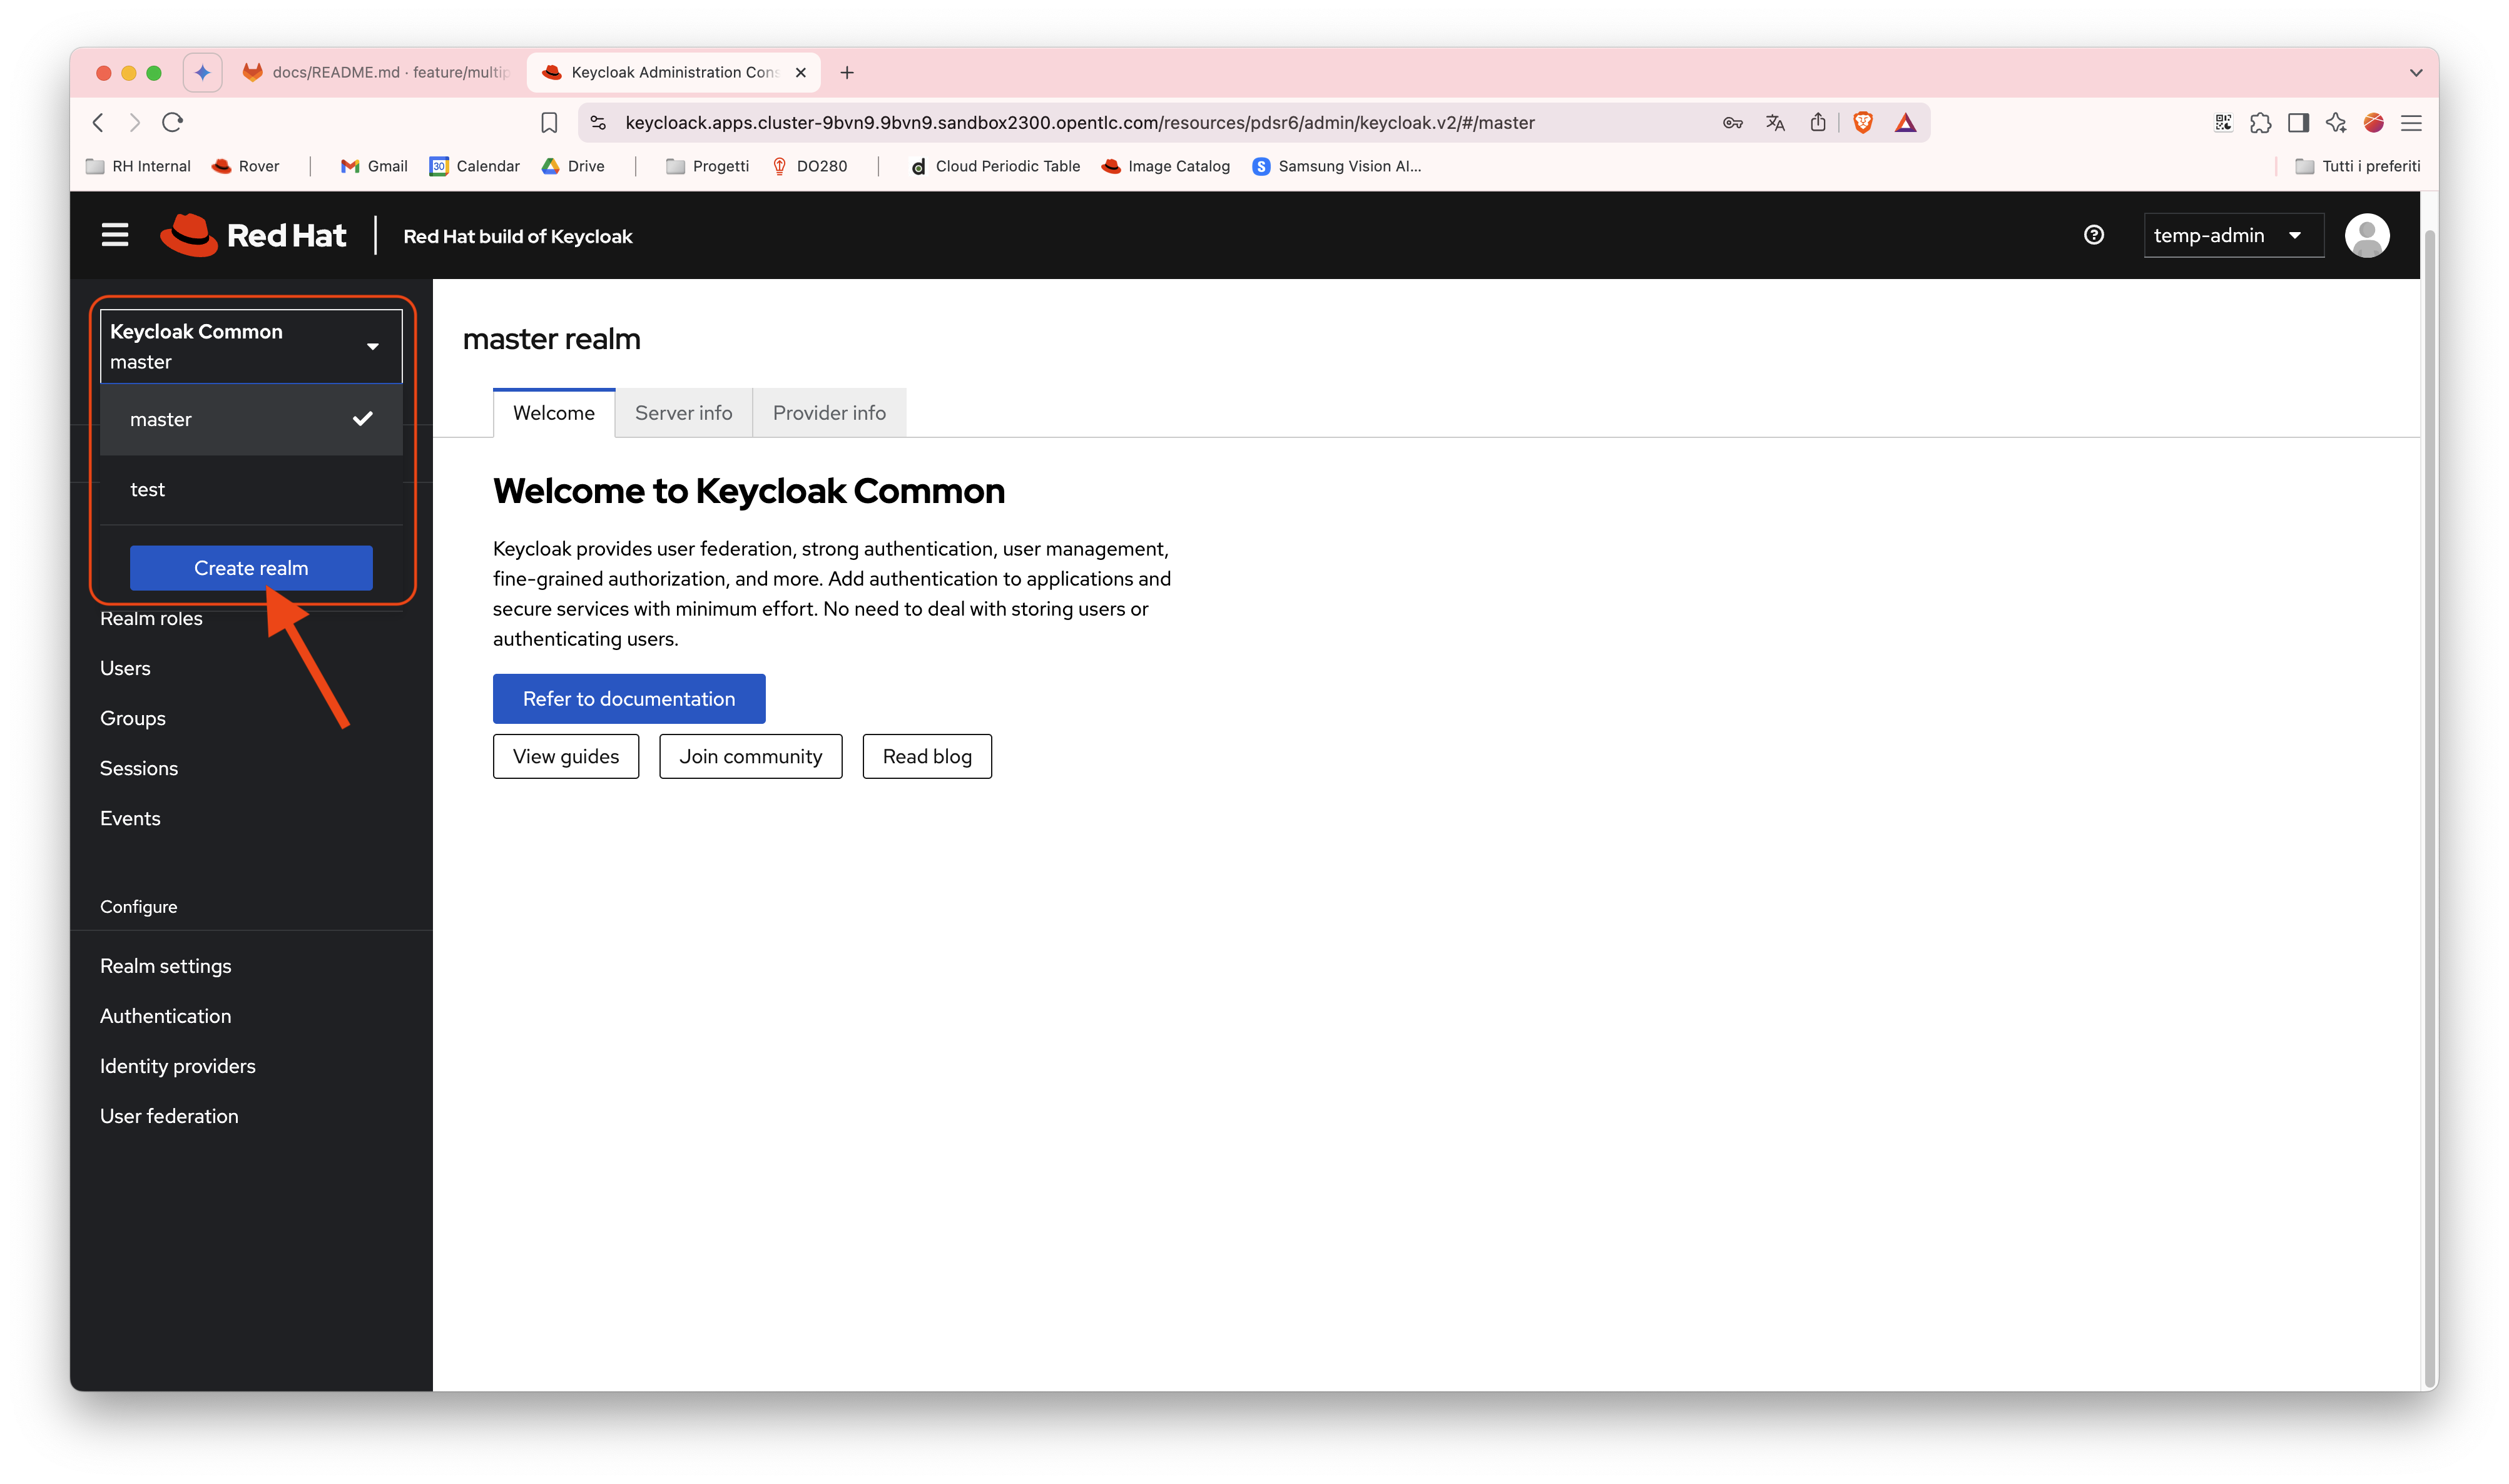 docs/README.md · feature/multip
Keycloak Administration Cons
keycloack.apps.cluster-9bvn9.9bvn9.sandbox2300.opentlc.com/resources/pdsr6/admin/keycloak.v2/#/master
RH Internal Rover Gmail 30 Calendar Drive Progetti DO280 d Cloud Periodic Table Image Catalog S Samsung Vision AI... Tutti i preferiti
Red Hat Red Hat build of Keycloak temp-admin
Keycloak Common
master
master
test
Create realm
Realm roles
Users
Groups
Sessions
Events
Configure
Realm settings
Authentication
Identity providers
User federation
master realm
Welcome Server info Provider info
Welcome to Keycloak Common
Keycloak provides user federation, strong authentication, user management,
fine-grained authorization, and more. Add authentication to applications and
secure services with minimum effort. No need to deal with storing users or
authenticating users.
Refer to documentation
View guides Join community Read blog